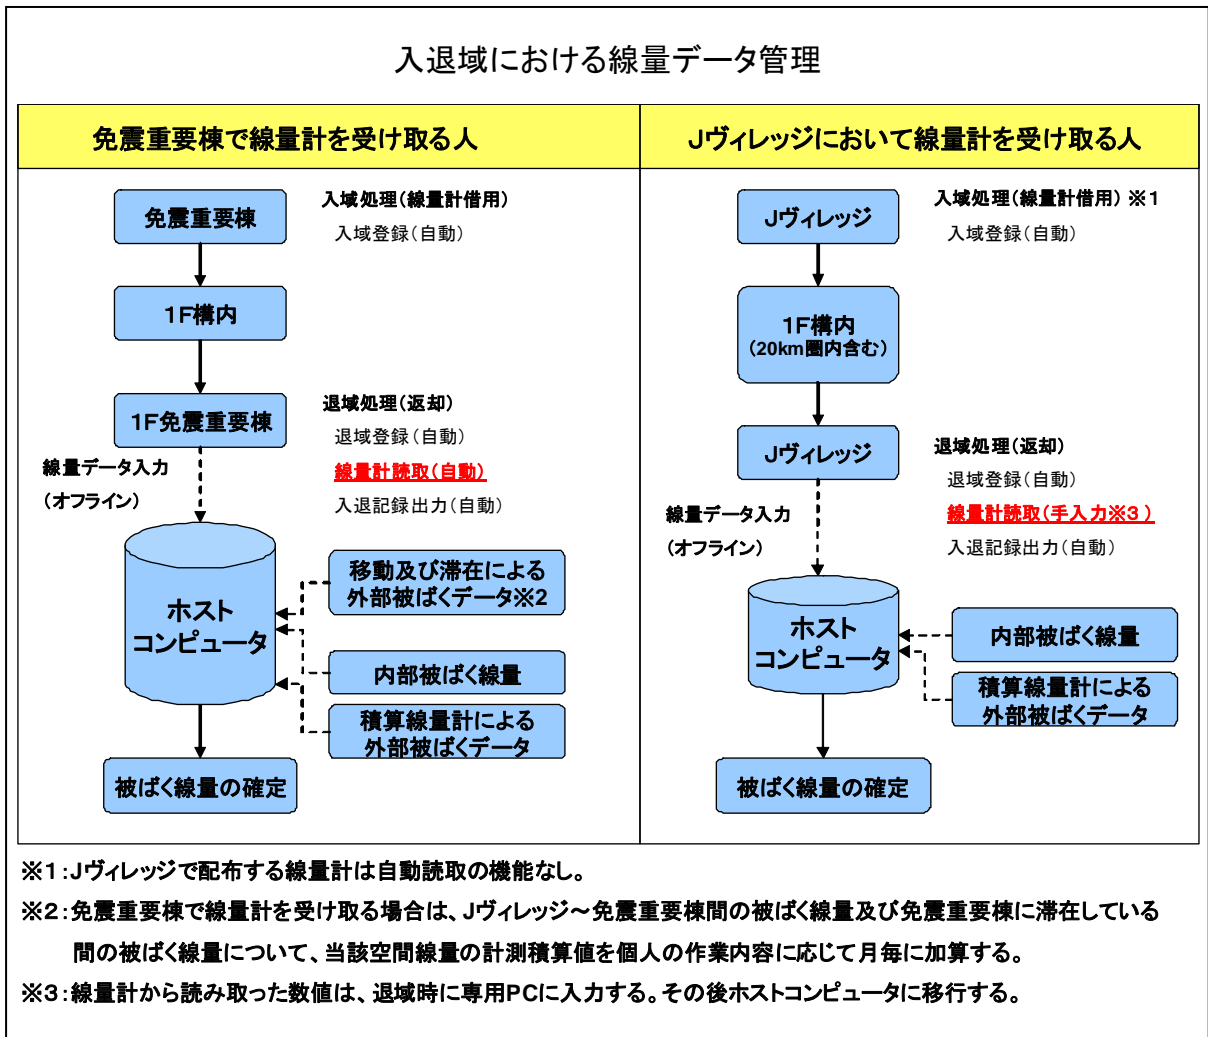 入退域における線量データ管理
免震重要棟で線量計を受け取る人
免震重要棟
入域処理(線量計借用)
入域登録(自動)
1F構内
1F免震重要棟
退域処理(返却)
退域登録(自動)
線量計読取(自動)
入退記録出力(自動)
線量データ入力
(オフライン)
ホスト
コンピュータ
移動及び滞在による
外部被ばくデータ※2
内部被ばく線量
積算線量計による
外部被ばくデータ
被ばく線量の確定
Jヴィレッジにおいて線量計を受け取る人
Jヴィレッジ
入域処理(線量計借用) ※1
入域登録(自動)
1F構内
(20km圏内含む)
Jヴィレッジ
退域処理(返却)
退域登録(自動)
線量計読取(手入力※3)
入退記録出力(自動)
線量データ入力
(オフライン)
ホスト
コンピュータ
内部被ばく線量
積算線量計による
外部被ばくデータ
被ばく線量の確定
※1:Jヴィレッジで配布する線量計は自動読取の機能なし。
※2:免震重要棟で線量計を受け取る場合は、Jヴィレッジ~免震重要棟間の被ばく線量及び免震重要棟に滞在している
間の被ばく線量について、当該空間線量の計測積算値を個人の作業内容に応じて月毎に加算する。
※3:線量計から読み取った数値は、退域時に専用PCに入力する。その後ホストコンピュータに移行する。